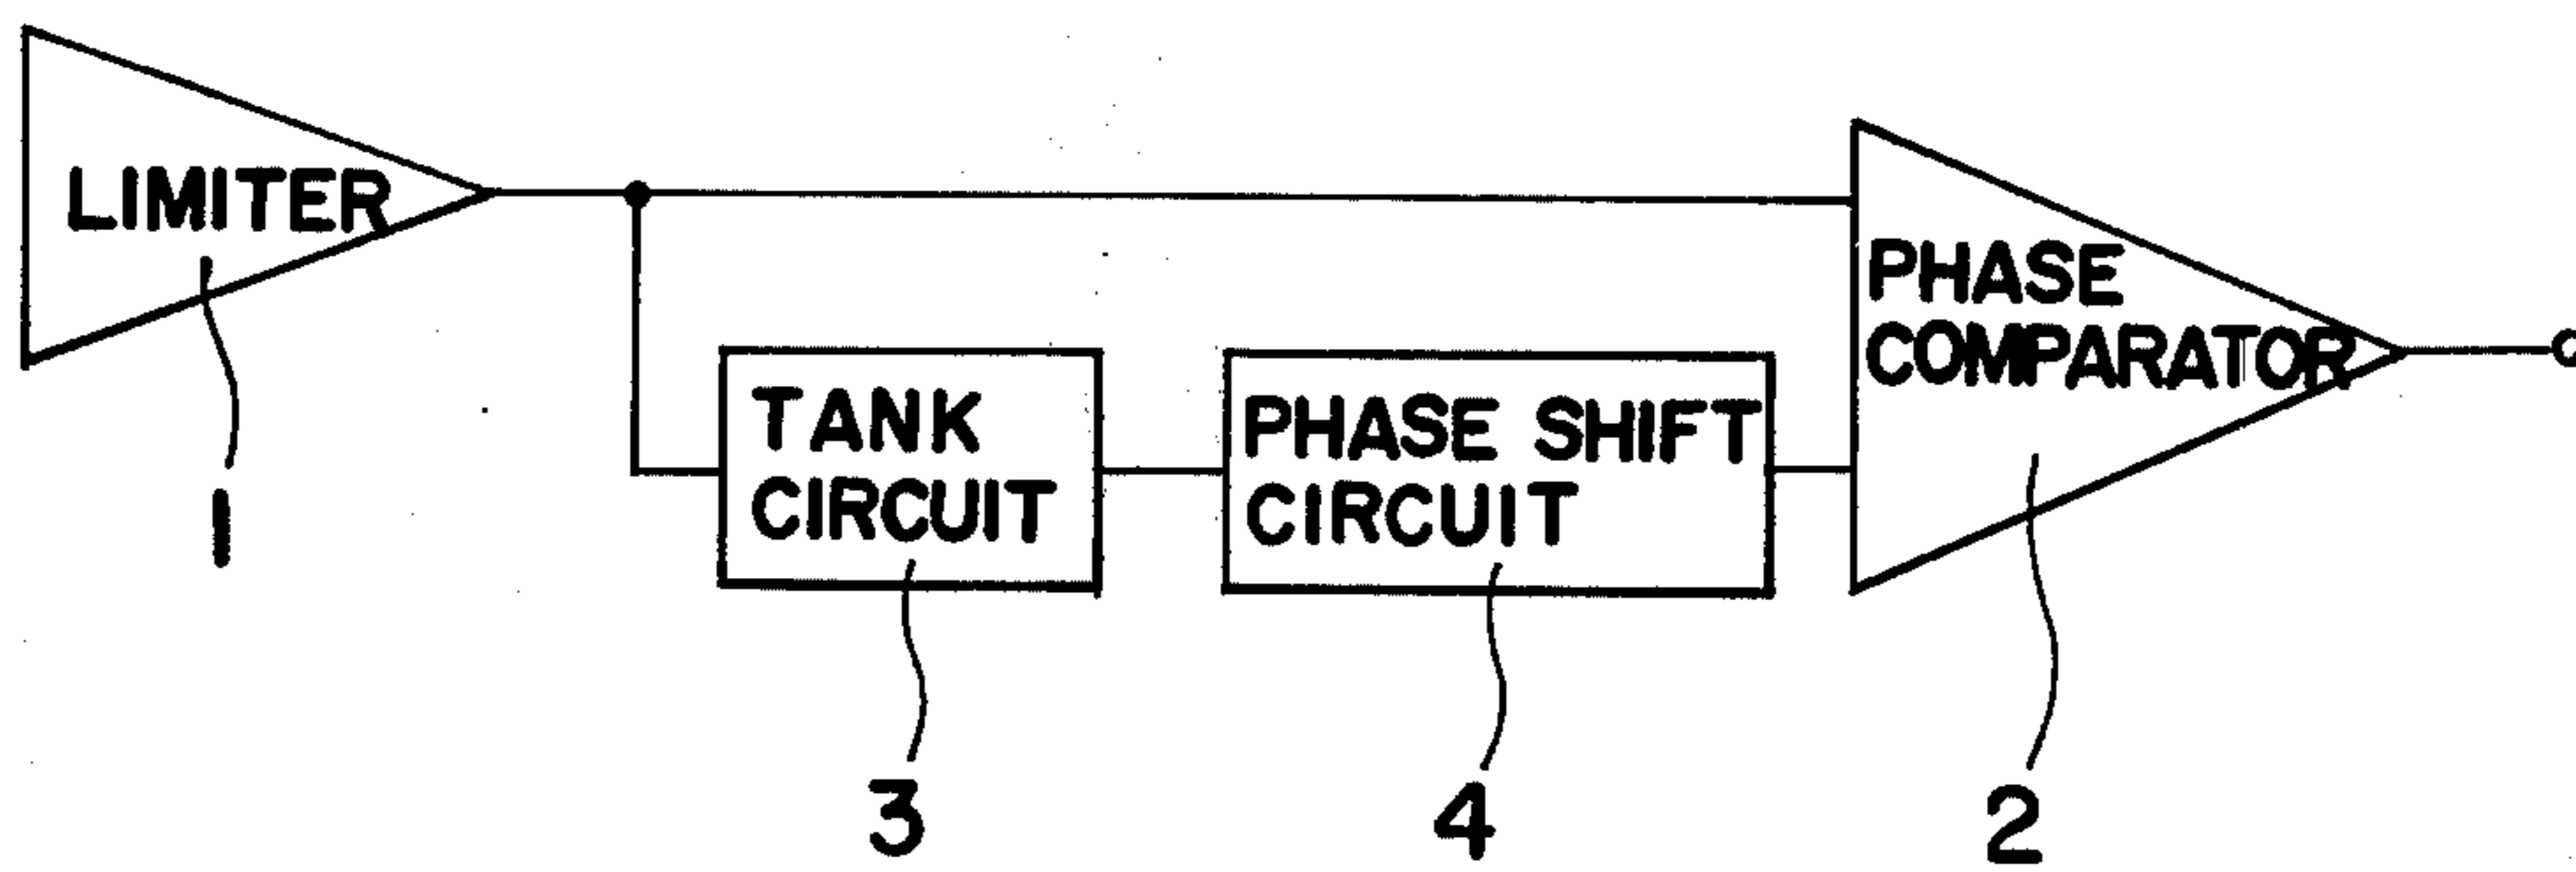 LIMITER
PHASE
COMPARATOR
TANK
CIRCUIT
PHASE SHIFT
CIRCUIT
1
3
4
2